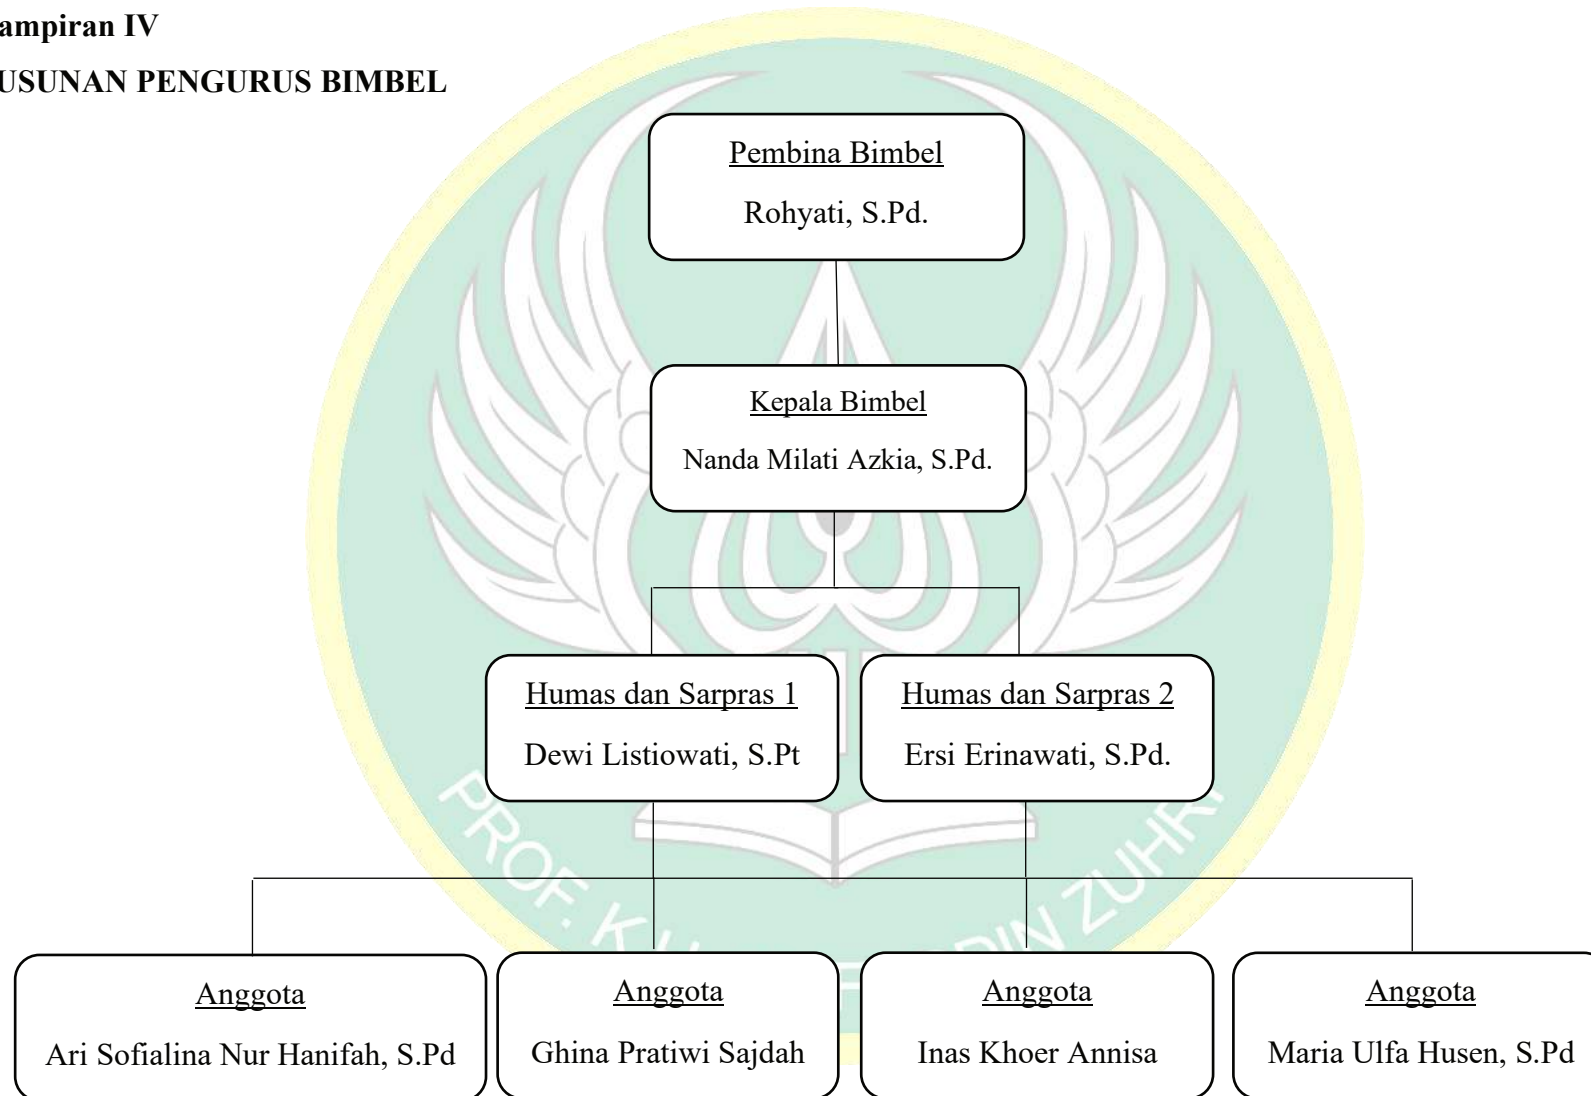 ampiran IV
USUNAN PENGURUS BIMBEL
Pembina Bimbel
Rohyati, S.Pd.
Kepala Bimbel
Nanda Milati Azkia, S.Pd.
Humas dan Sarpras 1
Dewi Listiowati, S.Pt
Humas dan Sarpras 2
Ersi Erinawati, S.Pd.
Anggota
Ari Sofialina Nur Hanifah, S.Pd
Anggota
Ghina Pratiwi Sajdah
Anggota
Inas Khoer Annisa
Anggota
Maria Ulfa Husen, S.Pd
PROF. K.H. ZUHRI